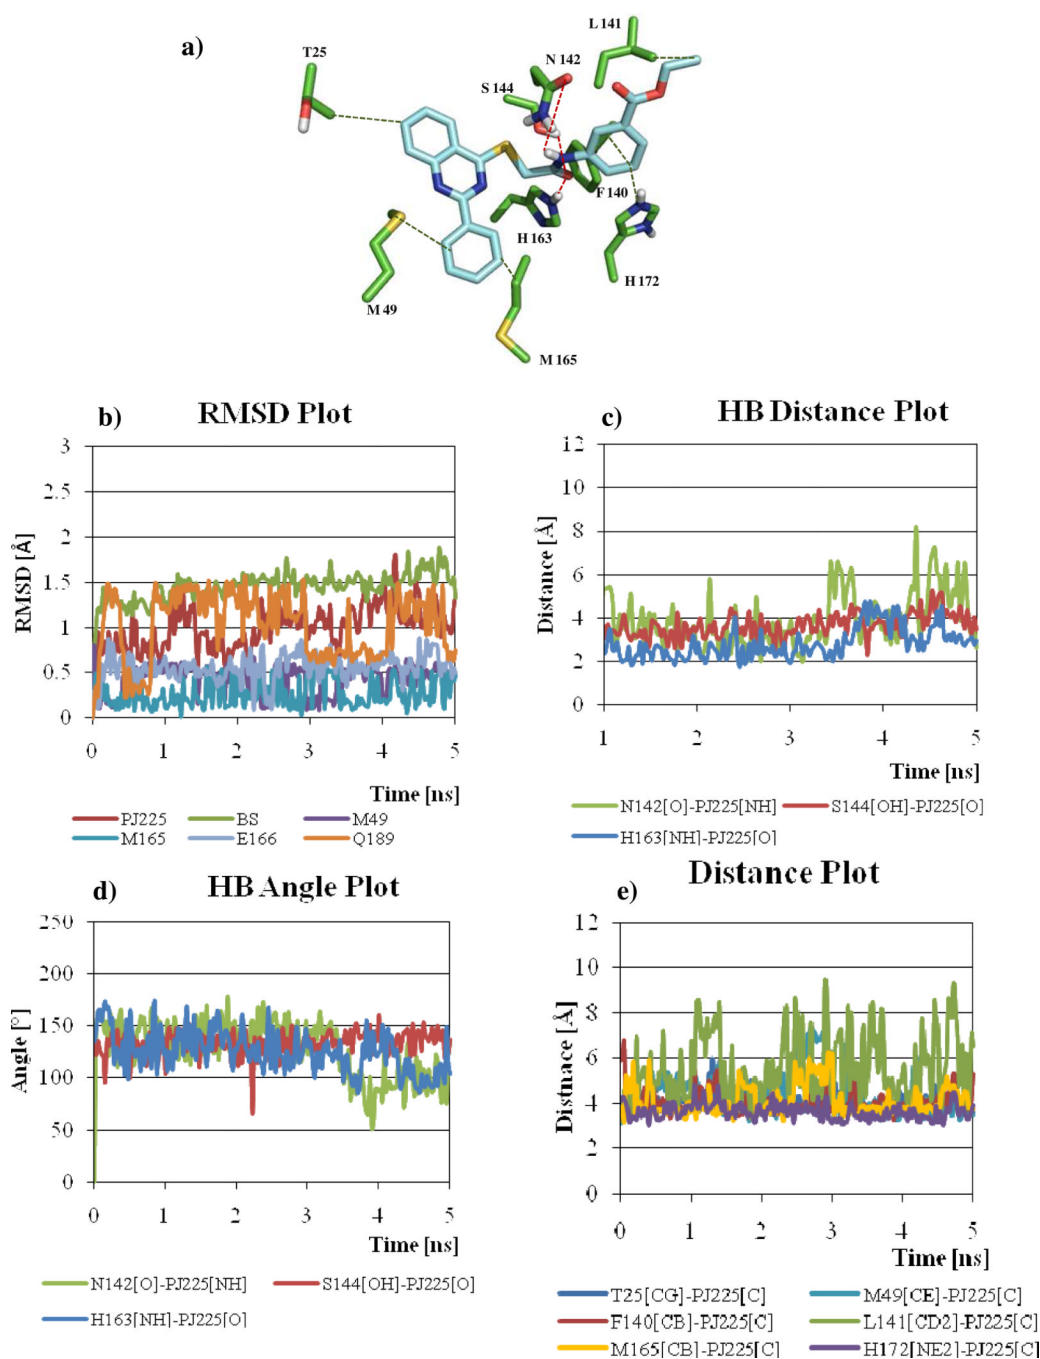 a)
L 141
T25
N 142
S 144
F 140
H 163
H 172
M 49
M 165
b)
RMSD Plot
3
2.5
2
1.5
1
0.5
0
RMSD [Å]
0 1 2 3 4 5
Time [ns]
PJ225 BS M49
M165 E166 Q189
c)
HB Distance Plot
12
10
8
6
4
2
0
Distance [Å]
1 2 3 4 5
Time [ns]
N142[O]-PJ225[NH] S144[OH]-PJ225[O]
H163[NH]-PJ225[O]
d)
HB Angle Plot
250
200
150
100
50
0
Angle [°]
0 1 2 3 4 5
Time [ns]
N142[O]-PJ225[NH] S144[OH]-PJ225[O]
H163[NH]-PJ225[O]
e)
Distance Plot
12
10
8
6
4
2
0
Distnace [Å]
0 1 2 3 4 5
Time [ns]
T25[CG]-PJ225[C] M49[CE]-PJ225[C]
F140[CB]-PJ225[C] L141[CD2]-PJ225[C]
M165[CB]-PJ225[C] H172[NE2]-PJ225[C]